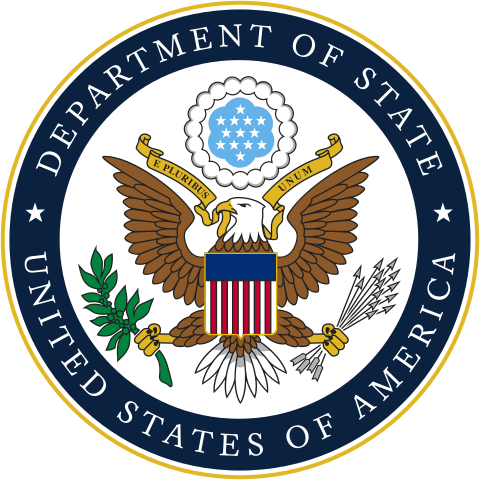 DEPARTMENT OF STATE
E PLURIBUS UNUM
UNITED STATES OF AMERICA